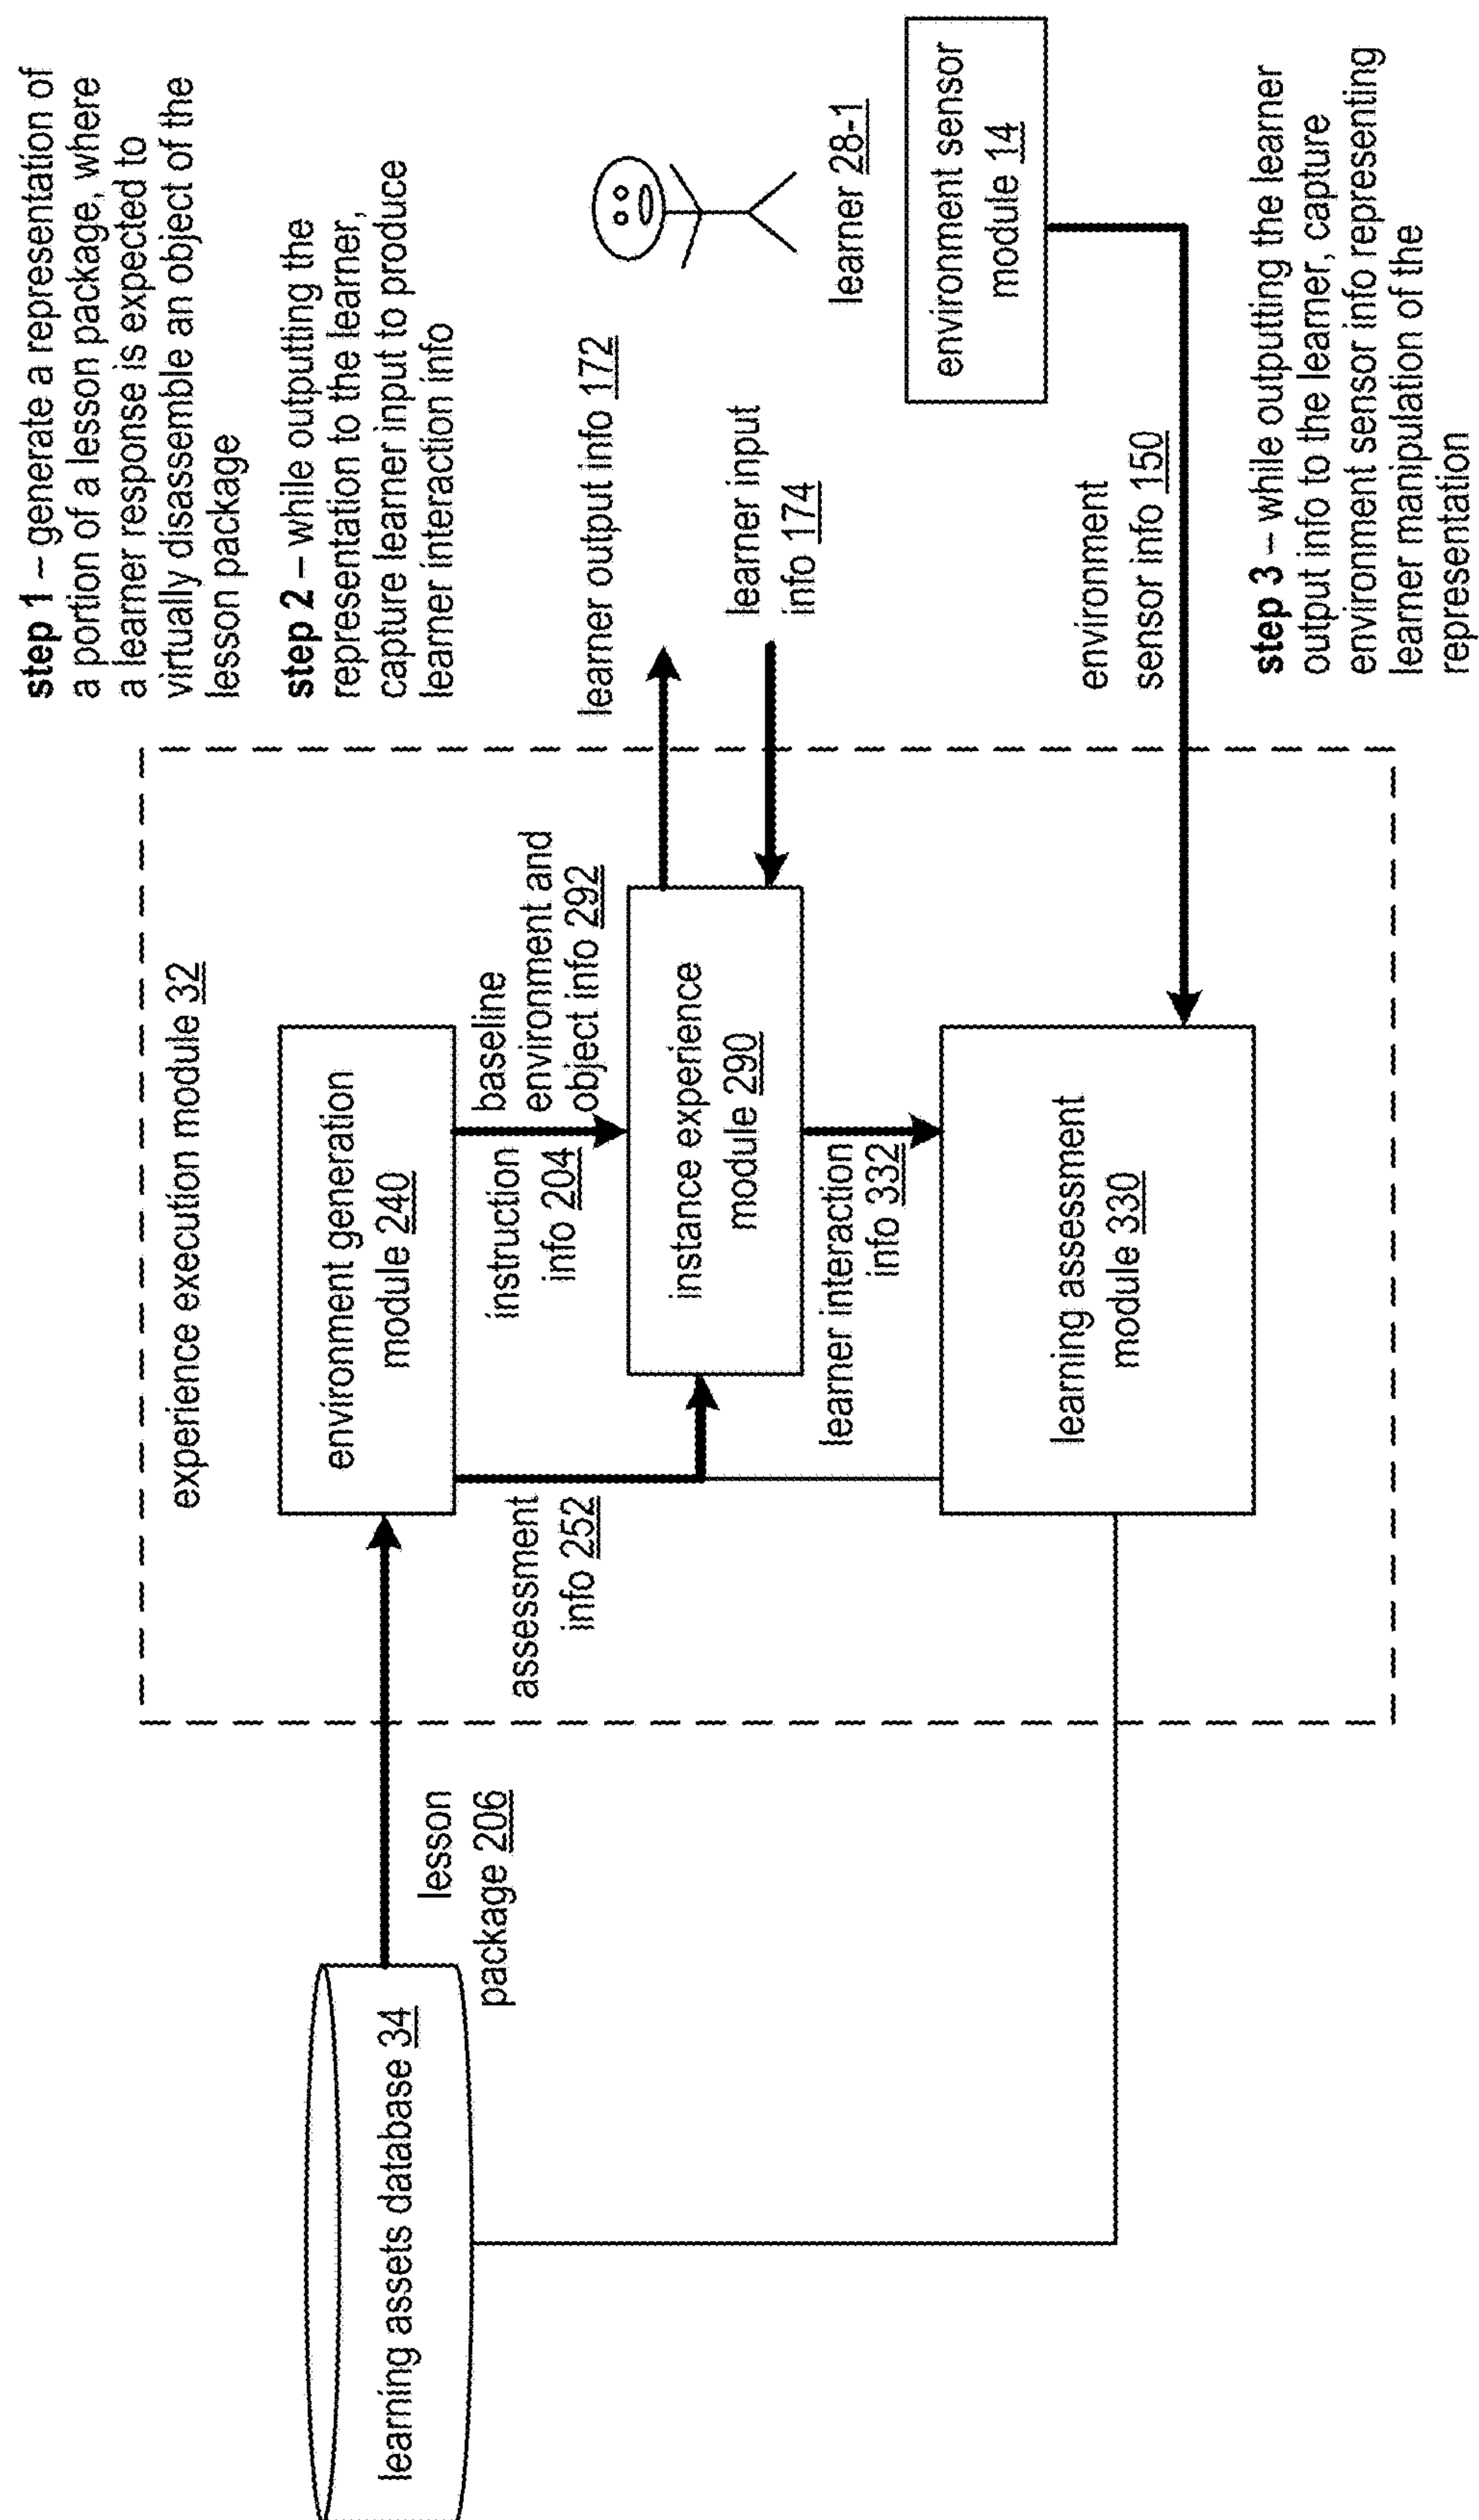 step 1 – generate a representation of
a portion of a lesson package, where
a learner response is expected to
virtually disassemble an object of the
lesson package
step 2 – while outputting the
representation to the learner,
capture learner input to produce
learner interaction info
experience execution module 32
learning assets database 34
lesson
package 206
environment generation
module 240
assessment
info 252
instruction
info 204
baseline
environment and
object info 292
instance experience
module 290
learner output info 172
learner input
info 174
learner 28-1
learner interaction
info 332
learning assessment
module 330
environment sensor
module 14
environment
sensor info 150
step 3 – while outputting the learner
output info to the learner, capture
environment sensor info representing
learner manipulation of the
representation